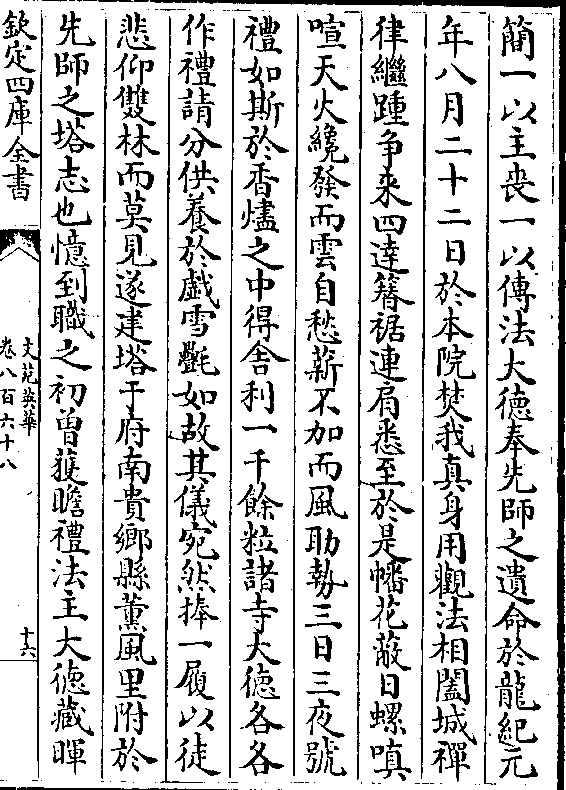 簡一以主喪一以傳法大德奉先師之遺命於龍紀元
年八月二十二日於本院焚我真身用觀法相闔城禪
律繼踵争來四逹簪裾連肩悉至於是幡花蔽日螺嗔
喧天火纔發而雲自愁薪不加而風助勢三日三夜號
禮如斯於香燼之中得舍利一千餘粒諸寺大德各各
作禮請分供養於戯雪氎如故其儀宛然捧一履以徒
悲仰雙林而莫見遂建塔于府南貴鄉縣薰風里附於
先師之塔志也憶到職之初曽獲瞻禮法主大徳藏暉
欽定四庫全書
文苑英華
卷八百六十八
十六